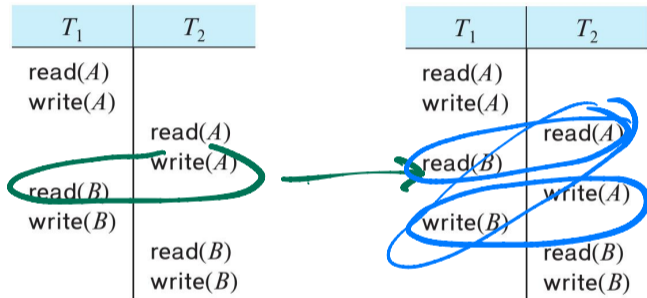 T1 T2 T1 T2
read(A) read(A)
write(A) write(A)
read(A) read(A)
write(A) read(B)
read(B) write(A)
write(B) write(B)
read(B) read(B)
write(B) write(B)